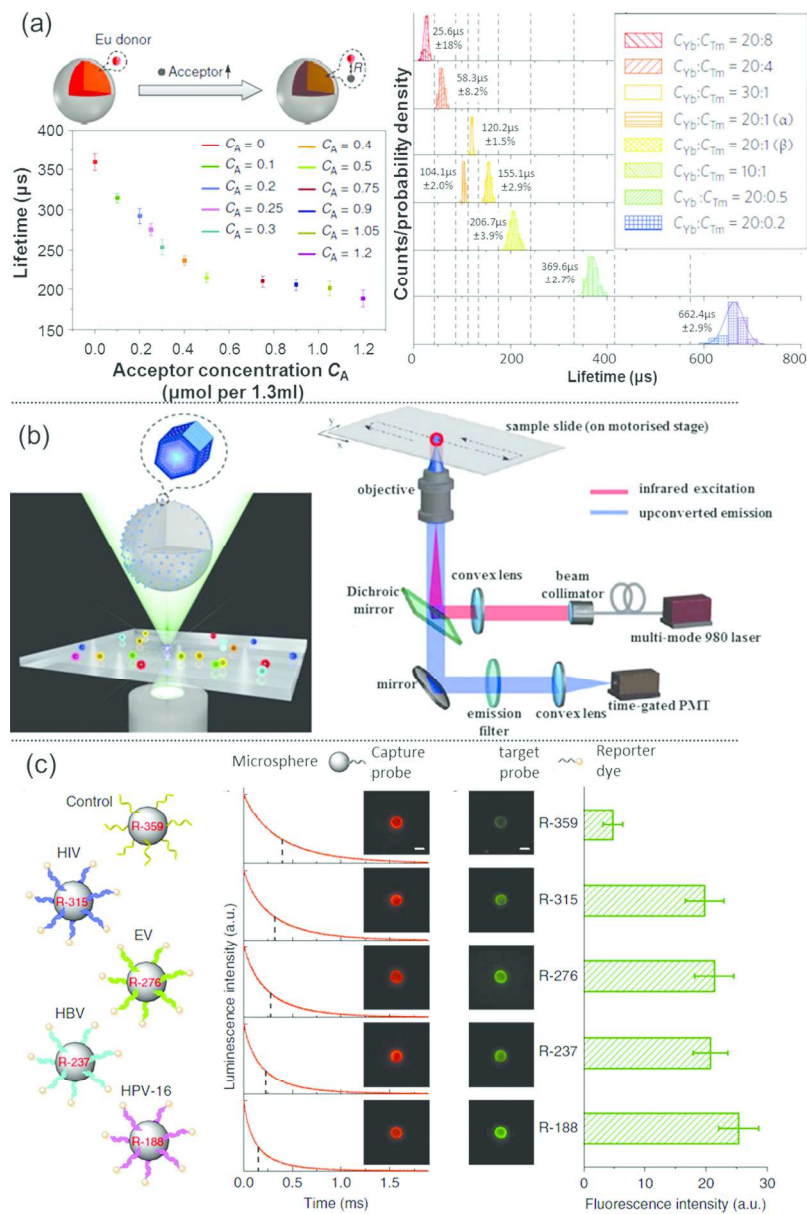 (a)
Eu donor
Acceptor
R
400
350
300
250
200
150
Lifetime (µs)
C_A = 0
C_A = 0.1
C_A = 0.2
C_A = 0.25
C_A = 0.3
C_A = 0.4
C_A = 0.5
C_A = 0.75
C_A = 0.9
C_A = 1.05
C_A = 1.2
0.0 0.2 0.4 0.6 0.8 1.0 1.2
Acceptor concentration C_A
(µmol per 1.3ml)
Counts/probability density
25.6µs
±18%
58.3µs
±8.2%
120.2µs
±1.5%
104.1µs
±2.0%
155.1µs
±2.9%
206.7µs
±3.9%
369.6µs
±2.7%
662.4µs
±2.9%
C_Yb:C_Tm = 20:8
C_Yb:C_Tm = 20:4
C_Yb:C_Tm = 30:1
C_Yb:C_Tm = 20:1 (α)
C_Yb:C_Tm = 20:1 (β)
C_Yb:C_Tm = 10:1
C_Yb:C_Tm = 20:0.5
C_Yb:C_Tm = 20:0.2
0 200 400 600 800
Lifetime (µs)
(b)
y
x
sample slide (on motorised stage)
objective
infrared excitation
upconverted emission
Dichroic
mirror
convex lens
beam
collimator
multi-mode 980 laser
mirror
emission
filter
convex lens
time-gated PMT
(c)
Microsphere
Capture
probe
target
probe
Reporter
dye
Control
R-359
HIV
R-315
EV
R-276
HBV
R-237
HPV-16
R-188
Luminescence intensity (a.u.)
0 0.5 1.0 1.5
Time (ms)
R-359
R-315
R-276
R-237
R-188
0 10 20 30
Fluorescence intensity (a.u.)